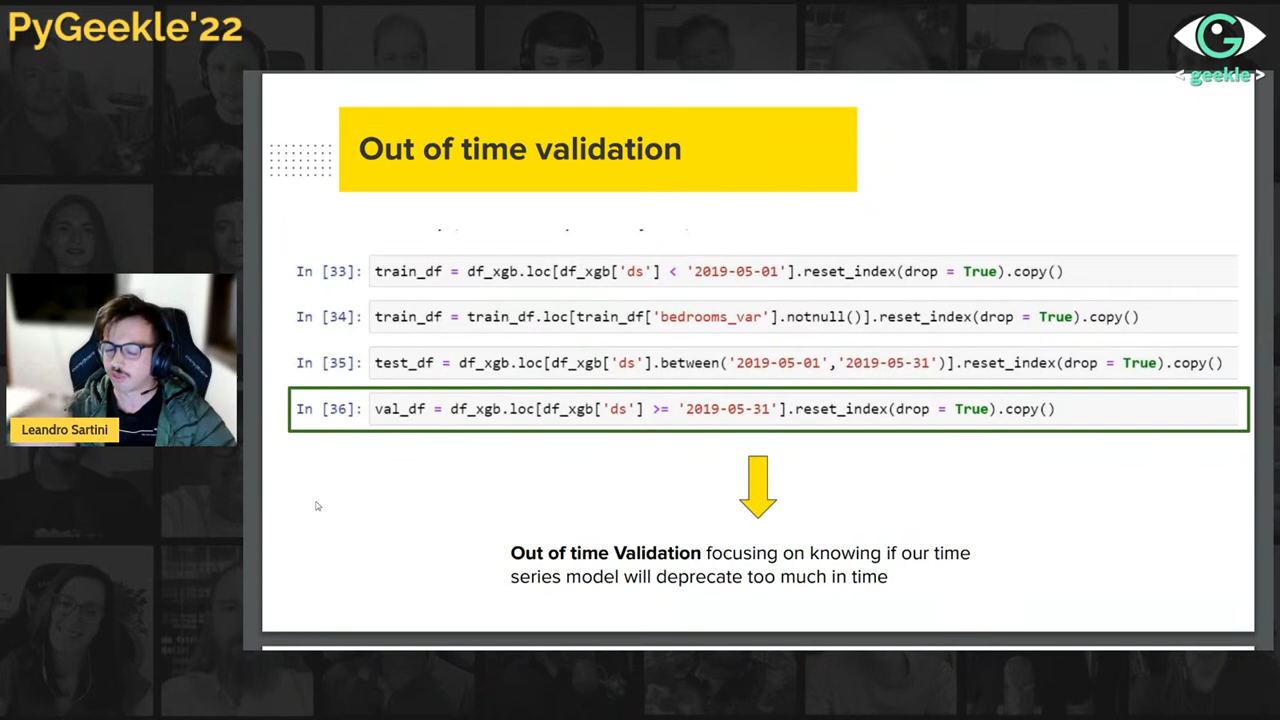 PyGeekle'22
G
< geekle >
Out of time validation
In [33]: train_df = df_xgb.loc[df_xgb['ds'] < '2019-05-01'].reset_index(drop = True).copy()
In [34]: train_df = train_df.loc[train_df['bedrooms_var'].notnull()].reset_index(drop = True).copy()
In [35]: test_df = df_xgb.loc[df_xgb['ds'].between('2019-05-01','2019-05-31')].reset_index(drop = True).copy()
In [36]: val_df = df_xgb.loc[df_xgb['ds'] >= '2019-05-31'].reset_index(drop = True).copy()
Leandro Sartini
Out of time Validation focusing on knowing if our time
series model will deprecate too much in time